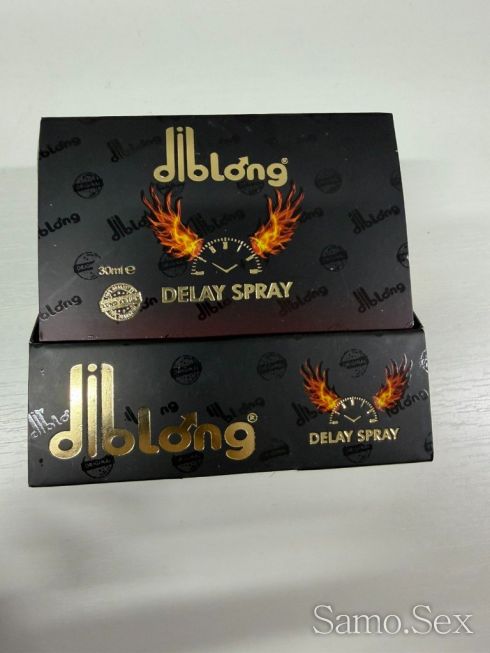 diblong®
30ml ℮
DELAY SPRAY
diblong®
DELAY SPRAY
Samo.Sex